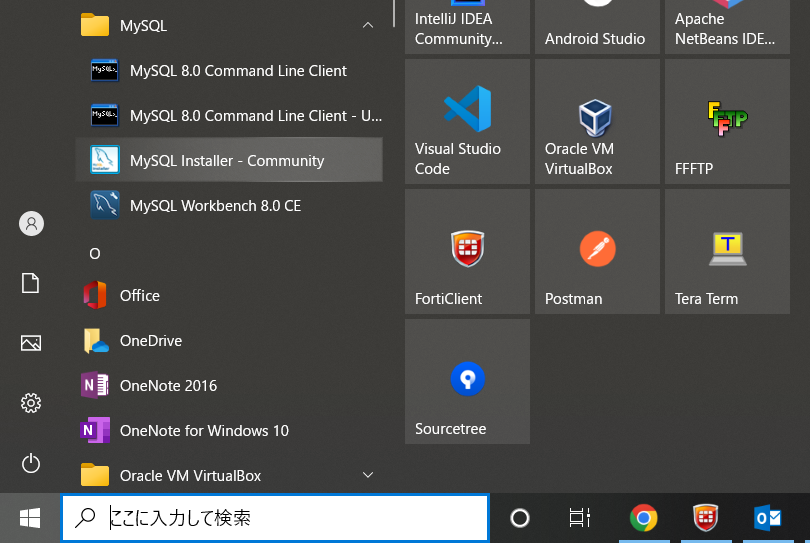 MySQL
MySQL 8.0 Command Line Client
MySQL 8.0 Command Line Client - U...
MySQL Installer - Community
MySQL Workbench 8.0 CE
O
Office
OneDrive
OneNote 2016
OneNote for Windows 10
Oracle VM VirtualBox
IntelliJ IDEA
Community...
Android Studio
Apache
NetBeans IDE...
Visual Studio
Code
Oracle VM
VirtualBox
FFFTP
FortiClient
Postman
Tera Term
Sourcetree
ここに入力して検索